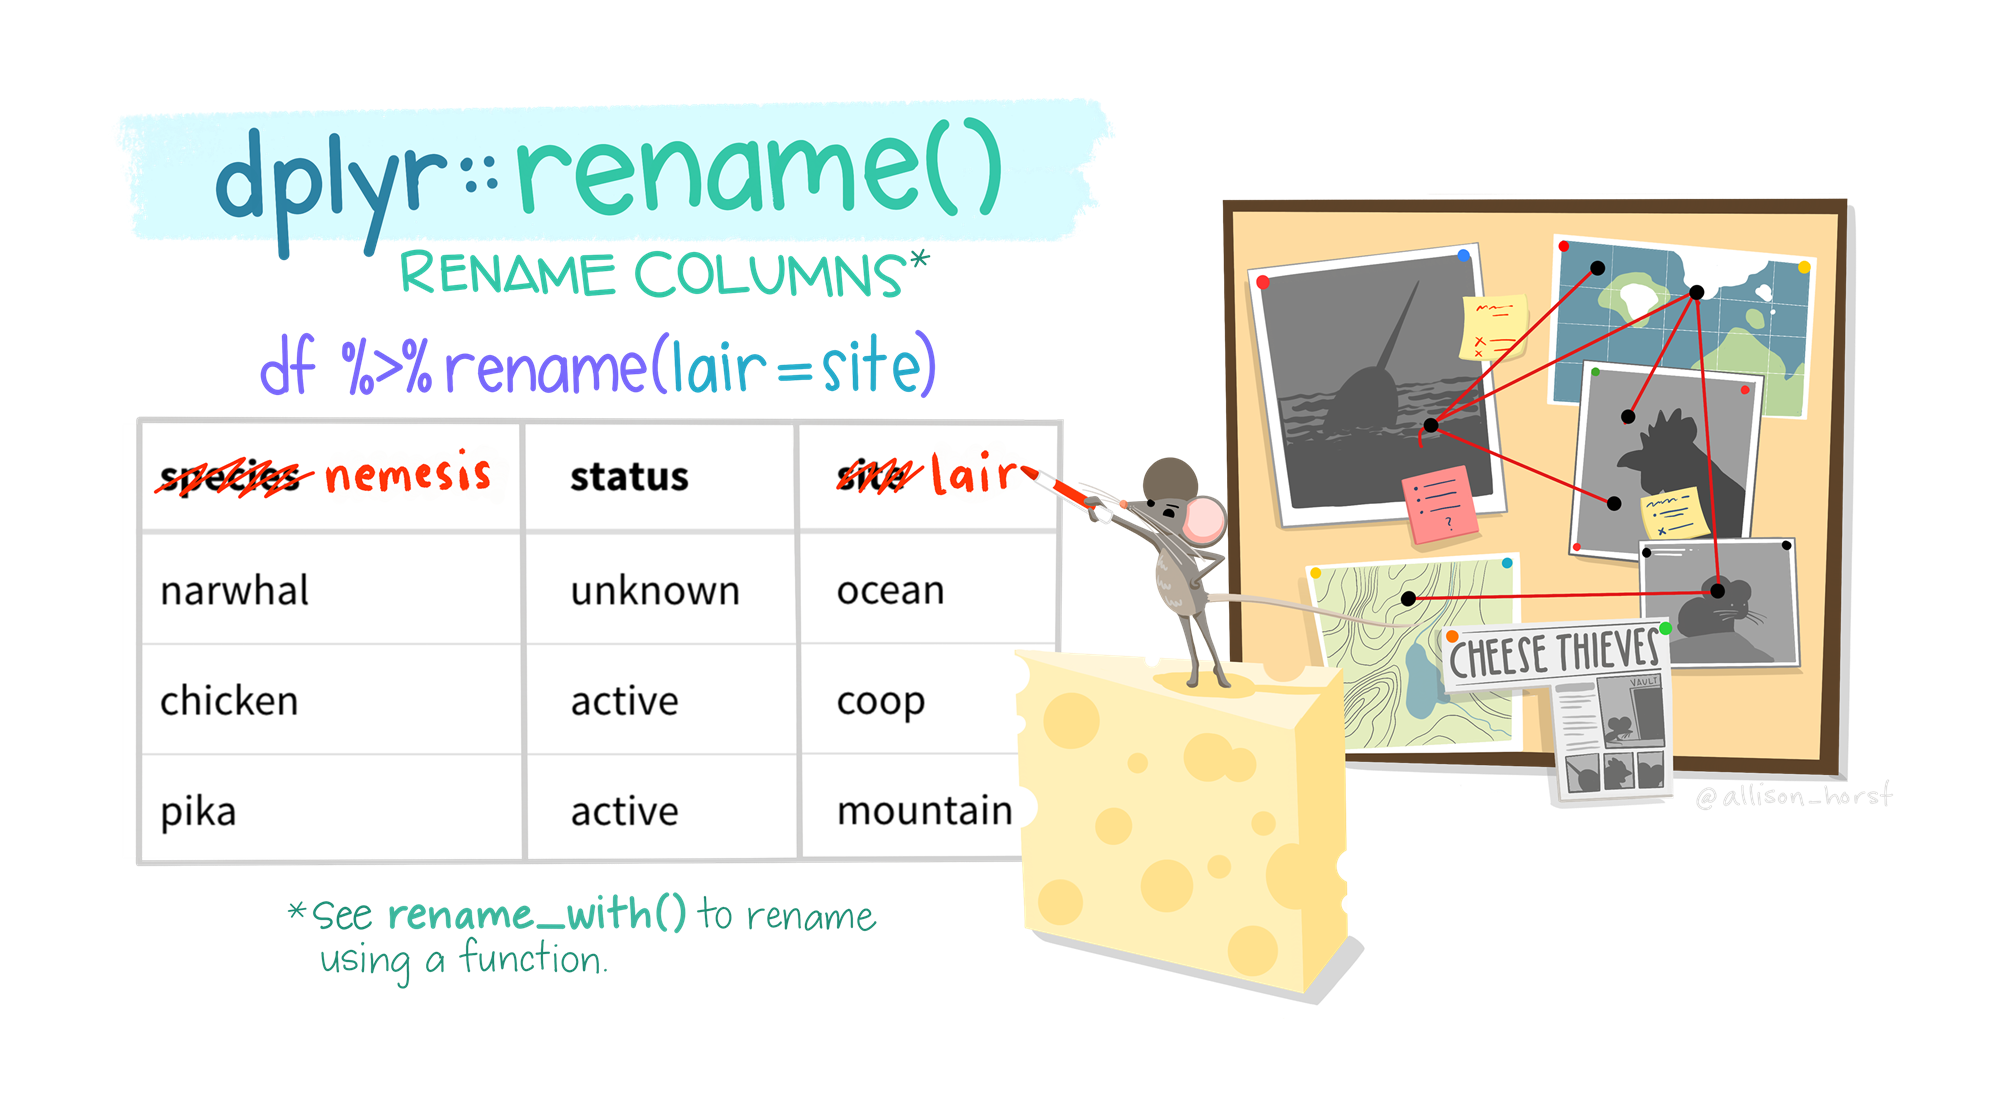 dplyr::rename()
RENAME COLUMNS*
df %>% rename(lair = site)
species nemesis status site lair
narwhal unknown ocean
chicken active coop
pika active mountain
*See rename_with() to rename
using a function.
?
CHEESE THIEVES
VAULT
@allison_horst